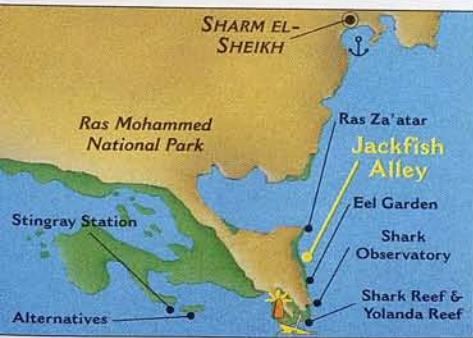 SHARM EL-
SHEIKH
Ras Mohammed
National Park
Ras Za'atar
Jackfish
Alley
Stingray Station
Eel Garden
Shark
Observatory
Shark Reef &
Yolanda Reef
Alternatives